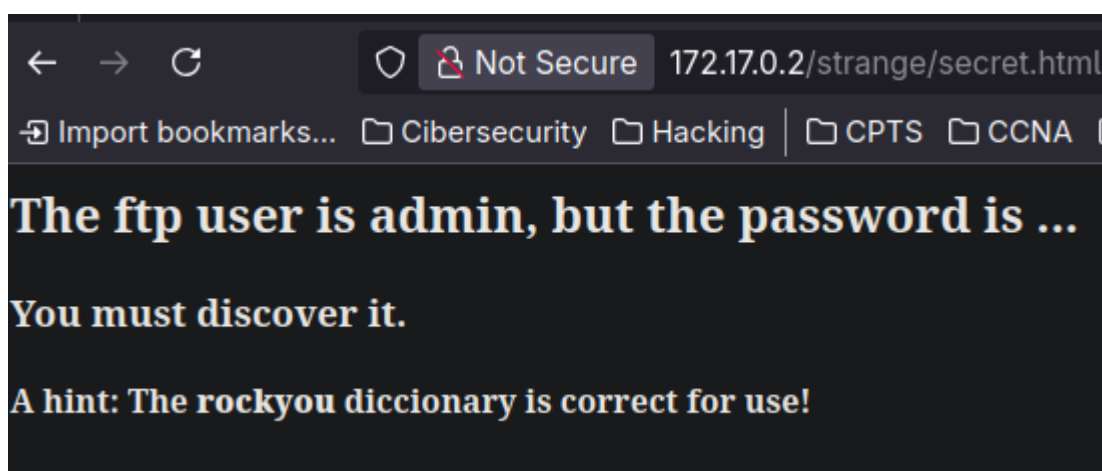 Not Secure 172.17.0.2/strange/secret.html
Import bookmarks... Cibersecurity Hacking CPTS CCNA
The ftp user is admin, but the password is ...
You must discover it.
A hint: The rockyou diccionary is correct for use!